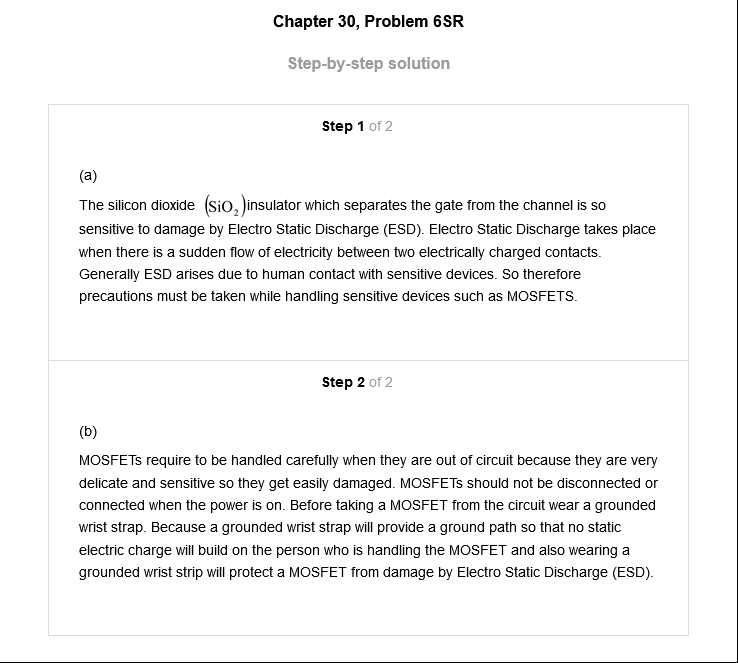 Chapter 30, Problem 6SR
Step-by-step solution
Step 1 of 2
(a)
The silicon dioxide (SiO₂)insulator which separates the gate from the channel is so
sensitive to damage by Electro Static Discharge (ESD). Electro Static Discharge takes place
when there is a sudden flow of electricity between two electrically charged contacts.
Generally ESD arises due to human contact with sensitive devices. So therefore
precautions must be taken while handling sensitive devices such as MOSFETS.
Step 2 of 2
(b)
MOSFETs require to be handled carefully when they are out of circuit because they are very
delicate and sensitive so they get easily damaged. MOSFETs should not be disconnected or
connected when the power is on. Before taking a MOSFET from the circuit wear a grounded
wrist strap. Because a grounded wrist strap will provide a ground path so that no static
electric charge will build on the person who is handling the MOSFET and also wearing a
grounded wrist strip will protect a MOSFET from damage by Electro Static Discharge (ESD).